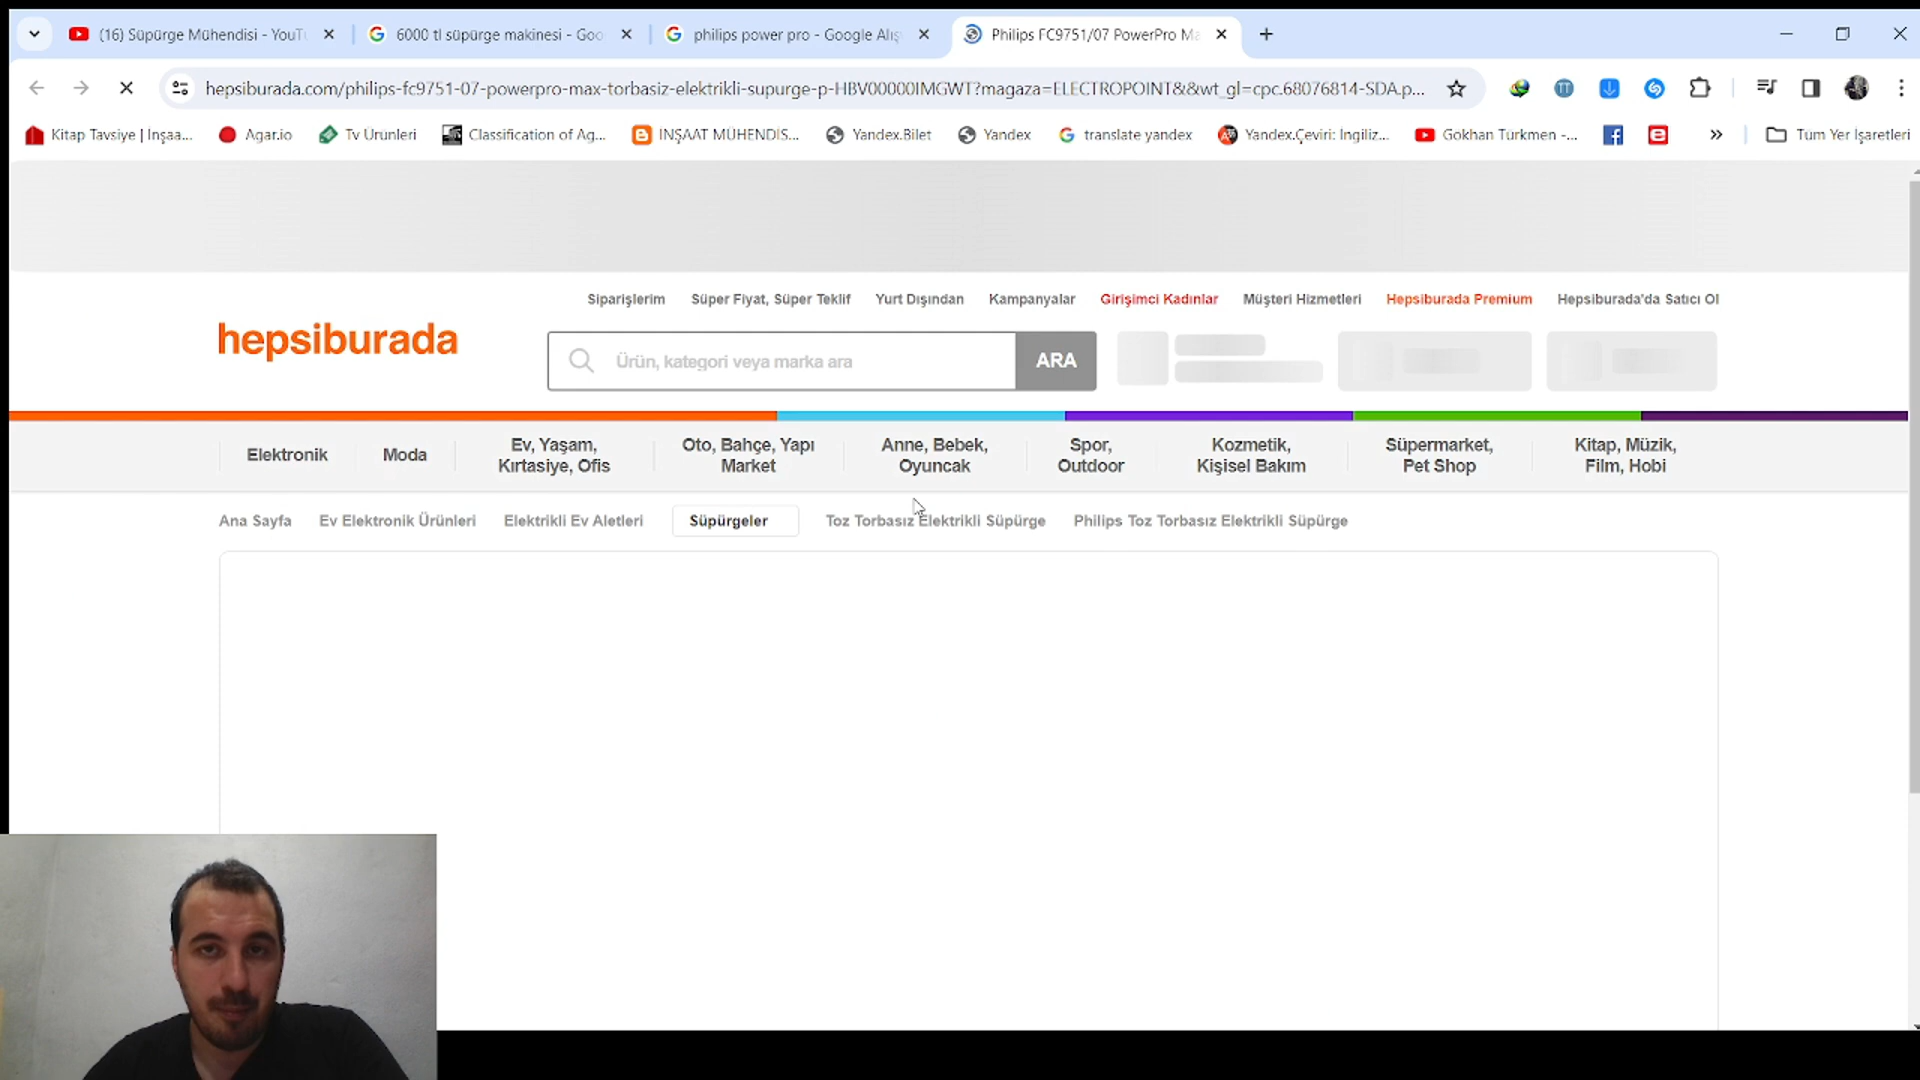 (16) Süpürge Mühendisi - YouT
6000 tl süpürge makinesi - Goo
philips power pro - Google Alış
Philips FC9751/07 PowerPro Ma
hepsiburada.com/philips-fc9751-07-powerpro-max-torbasiz-elektrikli-supurge-p-HBV00000IMGWT?magaza=ELECTROPOINT&&wt_gl=cpc.68076814-SDA.p...
Kitap Tavsiye | İnşaa...
Agar.io
Tv Ürünleri
Classification of Ag...
İNŞAAT MÜHENDİS...
Yandex.Bilet
Yandex
translate yandex
Yandex.Çeviri: İngiliz...
Gökhan Türkmen -...
Tüm Yer İşaretleri
Siparişlerim
Süper Fiyat, Süper Teklif
Yurt Dışından
Kampanyalar
Girişimci Kadınlar
Müşteri Hizmetleri
Hepsiburada Premium
Hepsiburada'da Satıcı Ol
hepsiburada
Ürün, kategori veya marka ara
ARA
Elektronik
Moda
Ev, Yaşam,
Kırtasiye, Ofis
Oto, Bahçe, Yapı
Market
Anne, Bebek,
Oyuncak
Spor,
Outdoor
Kozmetik,
Kişisel Bakım
Süpermarket,
Pet Shop
Kitap, Müzik,
Film, Hobi
Ana Sayfa
Ev Elektronik Ürünleri
Elektrikli Ev Aletleri
Süpürgeler
Toz Torbasız Elektrikli Süpürge
Philips Toz Torbasız Elektrikli Süpürge